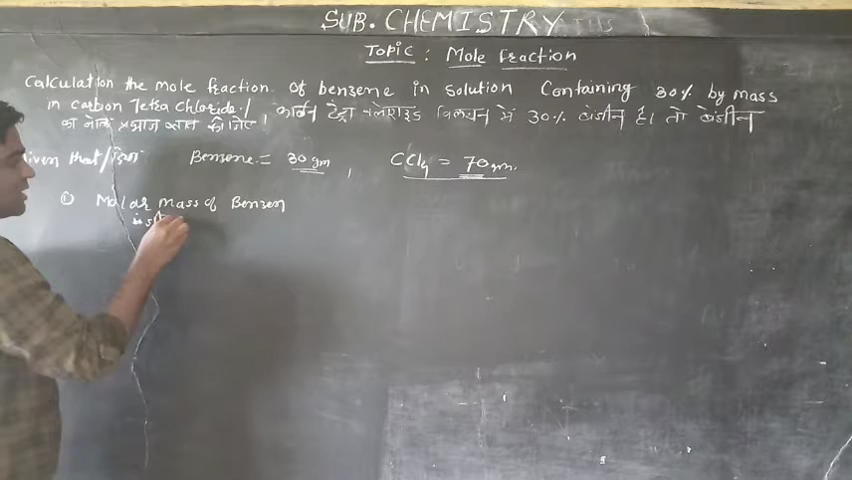 SUB. CHEMISTRY
Topic : Mole fraction
Calculation the mole fraction of benzene in solution Containing 30% by mass
in carbon Tetra Chloride. / कार्बन टेट्रा क्लोराइड विलयन में 30% बेंजीन है। तो बेंजीन
का मोल प्रभाज ज्ञात कीजिए।
Given that / दिया Benzene = 30 gm, CCl4 = 70 gm.
① Molar mass of Benzen